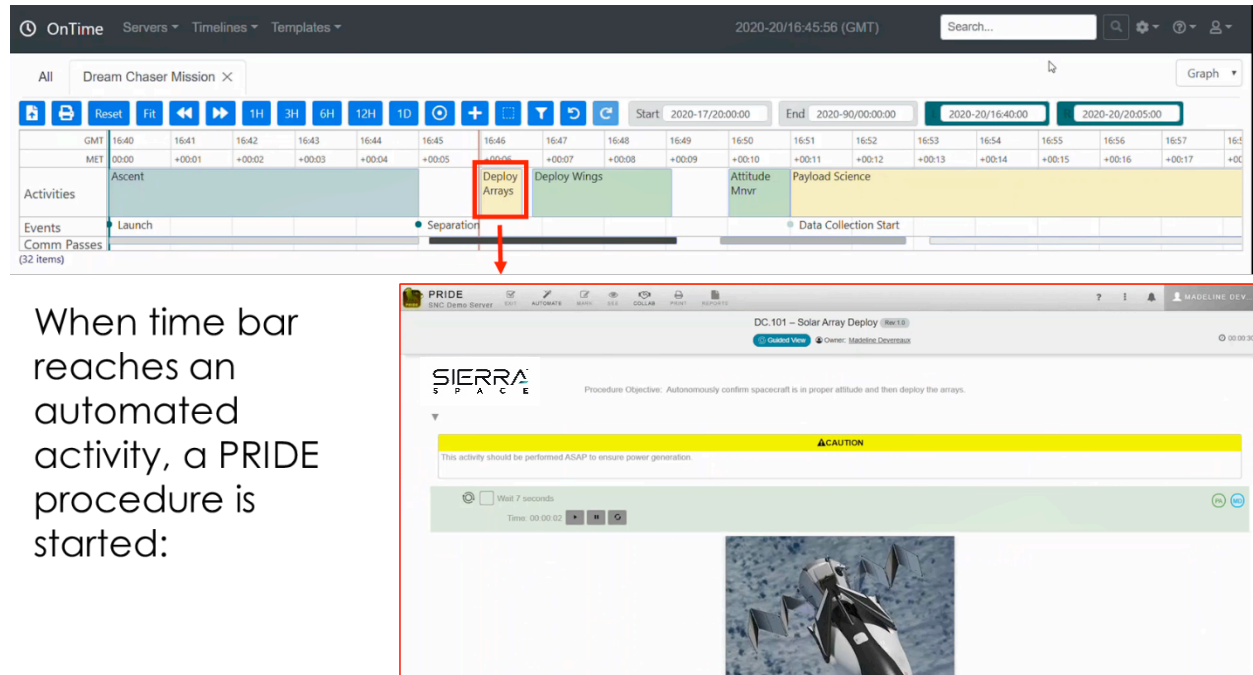 OnTime Servers Timelines Templates 2020-20/16:45:56 (GMT) Search...
All Dream Chaser Mission × Graph
Reset Fit 1H 3H 6H 12H 1D Start 2020-17/20:00:00 End 2020-90/00:00:00 2020-20/16:40:00 2020-20/20:05:00
GMT 16:40 16:41 16:42 16:43 16:44 16:45 16:46 16:47 16:48 16:49 16:50 16:51 16:52 16:53 16:54 16:55 16:56 16:57
MET 00:00 +00:01 +00:02 +00:03 +00:04 +00:05 +00:06 +00:07 +00:08 +00:09 +00:10 +00:11 +00:12 +00:13 +00:14 +00:15 +00:16 +00:17
Activities Ascent Deploy Arrays Deploy Wings Attitude Mnvr Payload Science
Events Launch Separation Data Collection Start
Comm Passes
(32 items)
When time bar
reaches an
automated
activity, a PRIDE
procedure is
started:
PRIDE
SNC Demo Server EXIT AUTOMATE MARK SEE COLLAB PRINT REPORTS ? MADELINE DEV...
DC.101 – Solar Array Deploy Rev 1.0
Guided View Owner: Madeline Devereaux
SIERRA
SPACE
Procedure Objective: Autonomously confirm spacecraft is in proper attitude and then deploy the arrays.
CAUTION
This activity should be performed ASAP to ensure power generation.
Wait 7 seconds PA MD
Time: 00:00:02